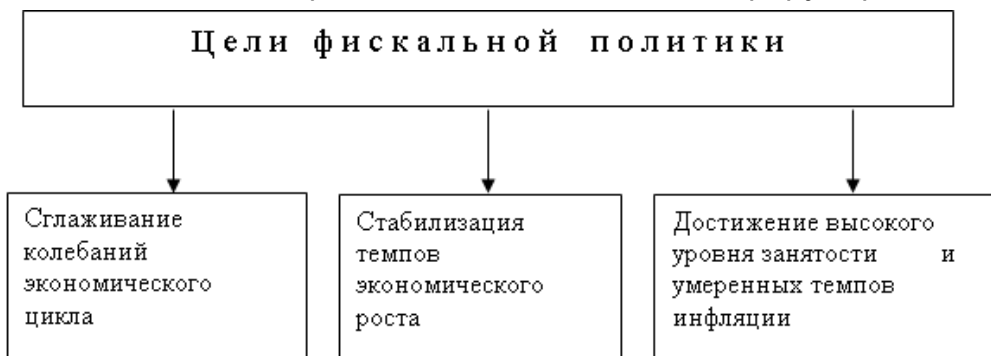 Цели фискальной политики
Сглаживание
колебаний
экономического
цикла
Стабилизация
темпов
экономического
роста
Достижение высокого
уровня занятости и
умеренных темпов
инфляции